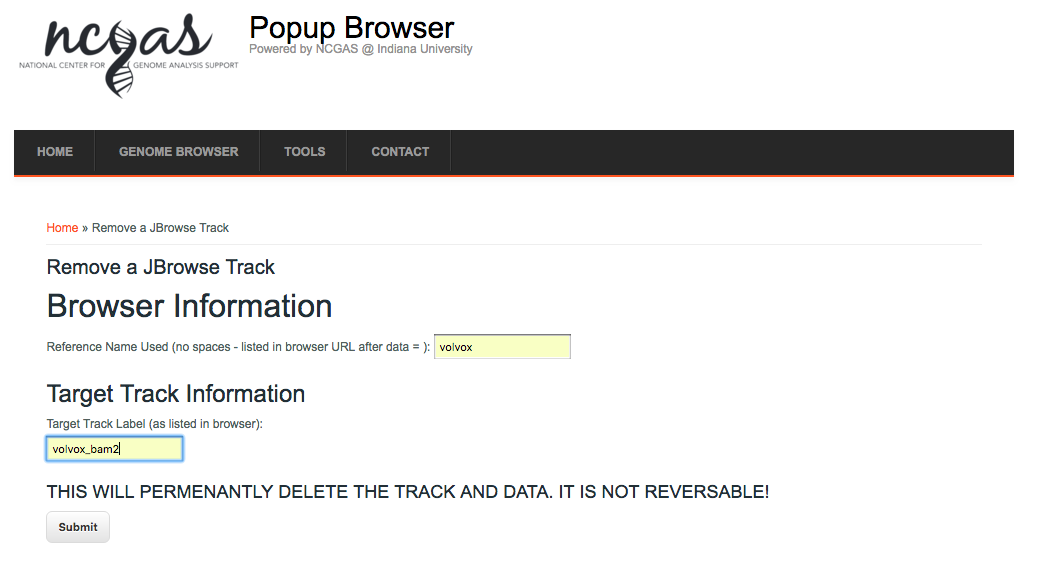 ncgas
NATIONAL CENTER FOR GENOME ANALYSIS SUPPORT
Popup Browser
Powered by NCGAS @ Indiana University
HOME GENOME BROWSER TOOLS CONTACT
Home » Remove a JBrowse Track
Remove a JBrowse Track
Browser Information
Reference Name Used (no spaces - listed in browser URL after data = ): volvox
Target Track Information
Target Track Label (as listed in browser):
volvox_bam2
THIS WILL PERMENANTLY DELETE THE TRACK AND DATA. IT IS NOT REVERSABLE!
Submit